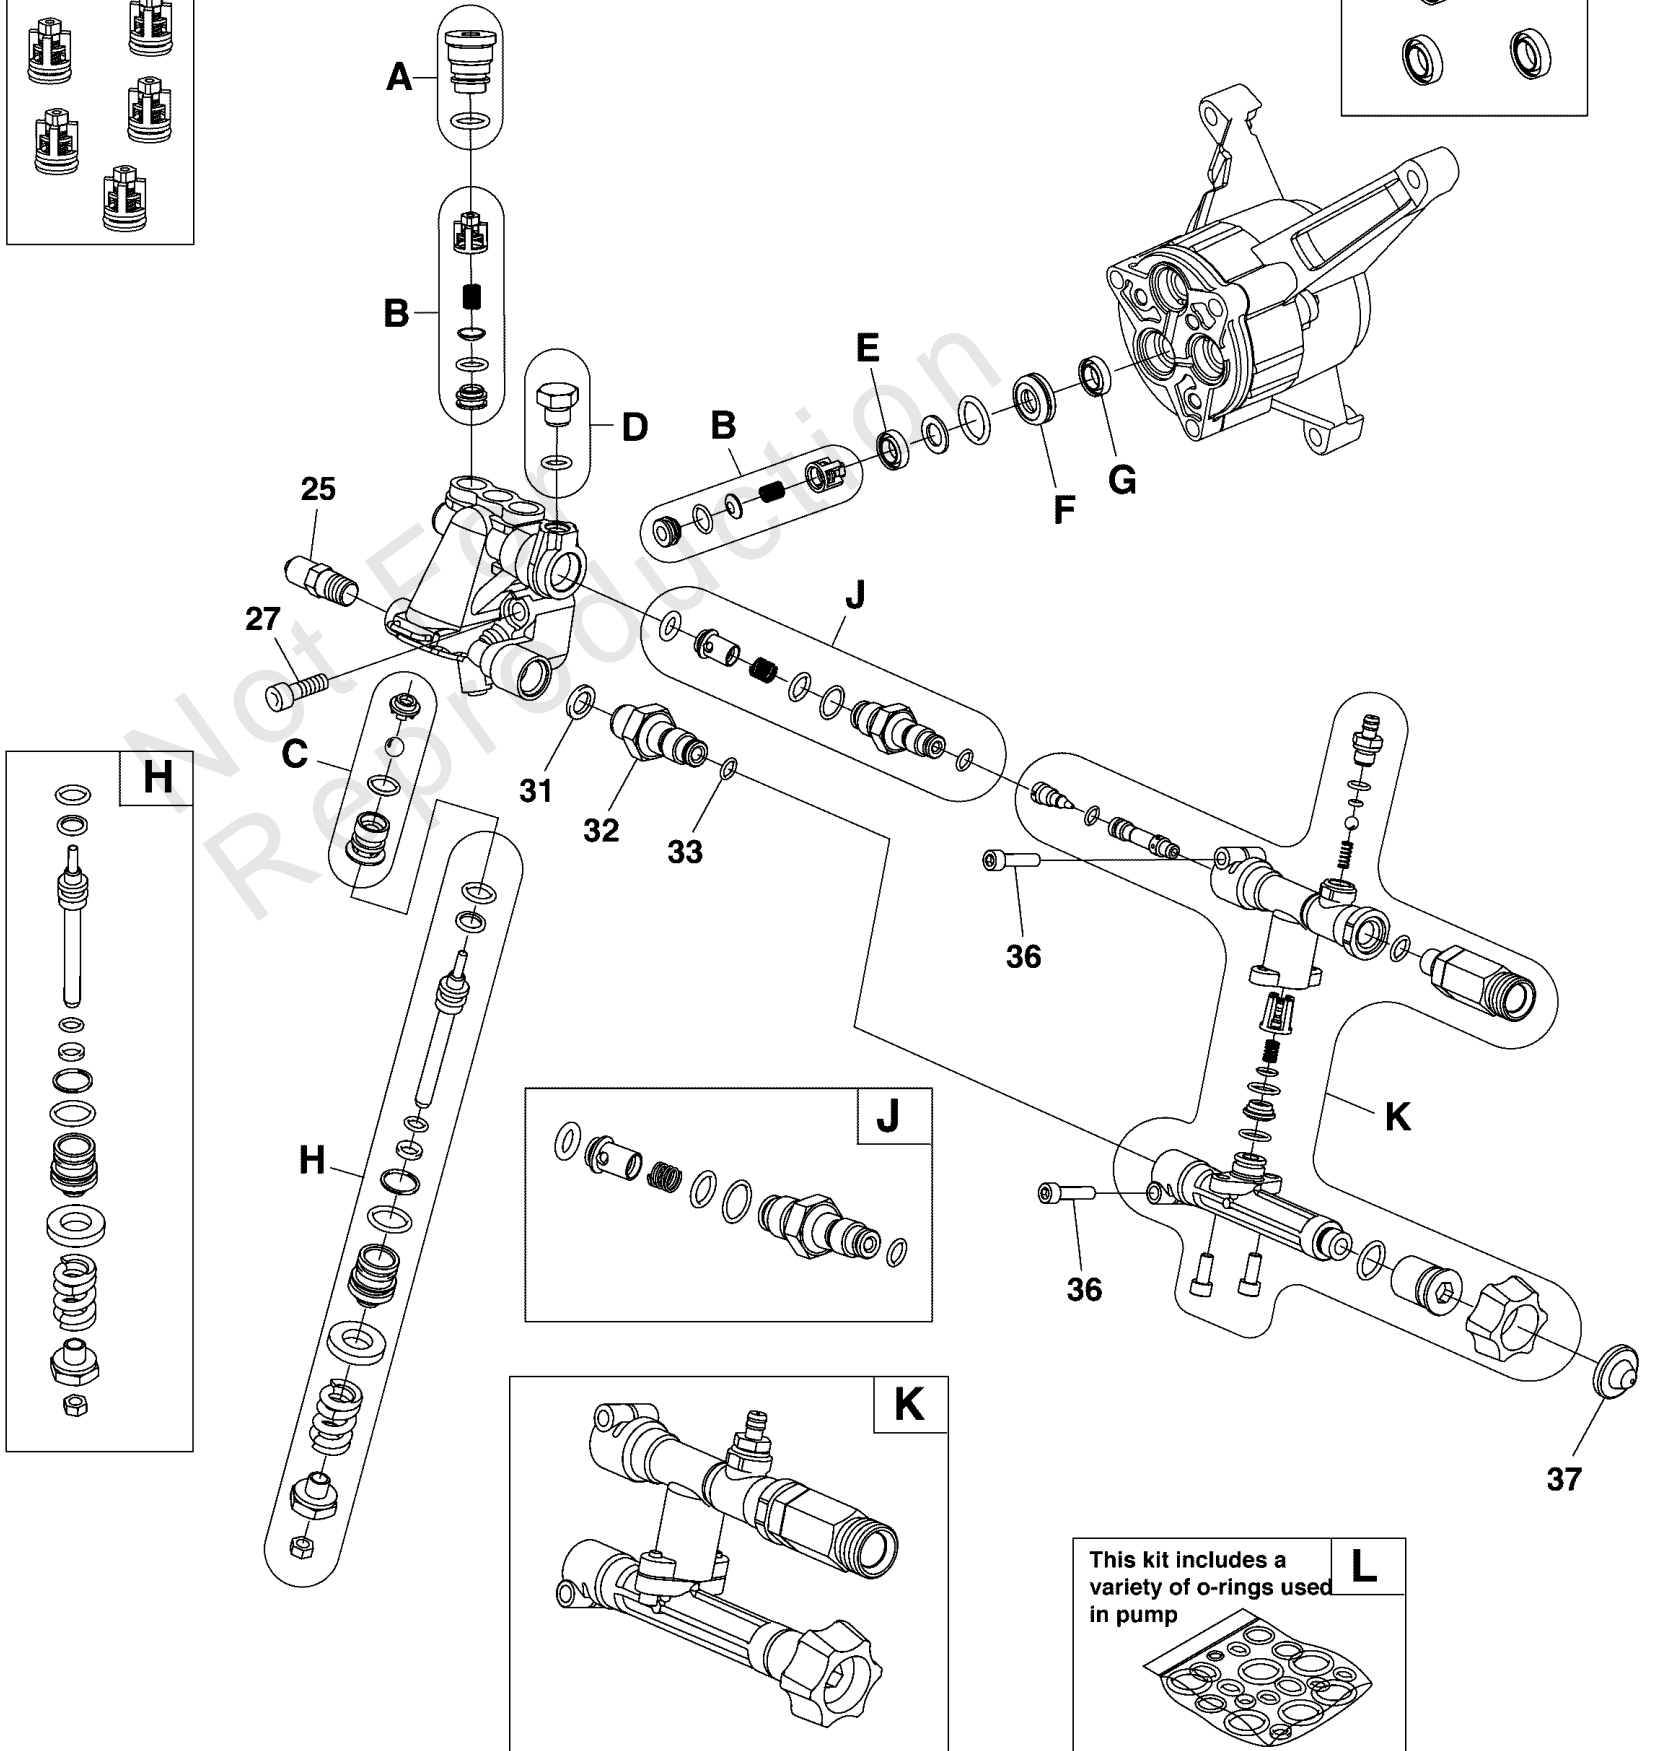 A
B
D
E
B
G
F
25
27
J
C
H
31
32
33
36
J
K
H
36
K
37
This kit includes a
variety of o-rings used
in pump
L
Not For
Reproduction